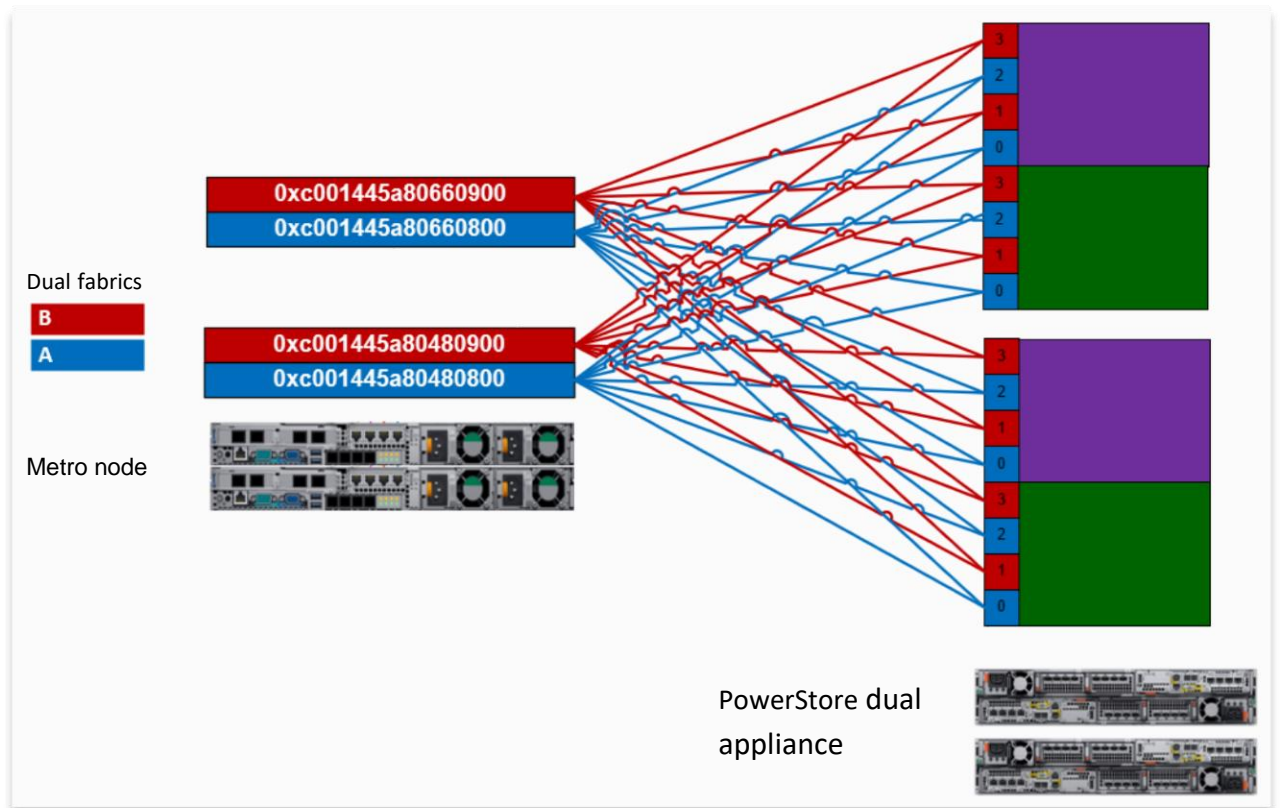 3
2
1
0
3
2
1
0
0xc001445a80660900
0xc001445a80660800
Dual fabrics
B
A
0xc001445a80480900
0xc001445a80480800
Metro node
3
2
1
0
3
2
1
0
PowerStore dual
appliance